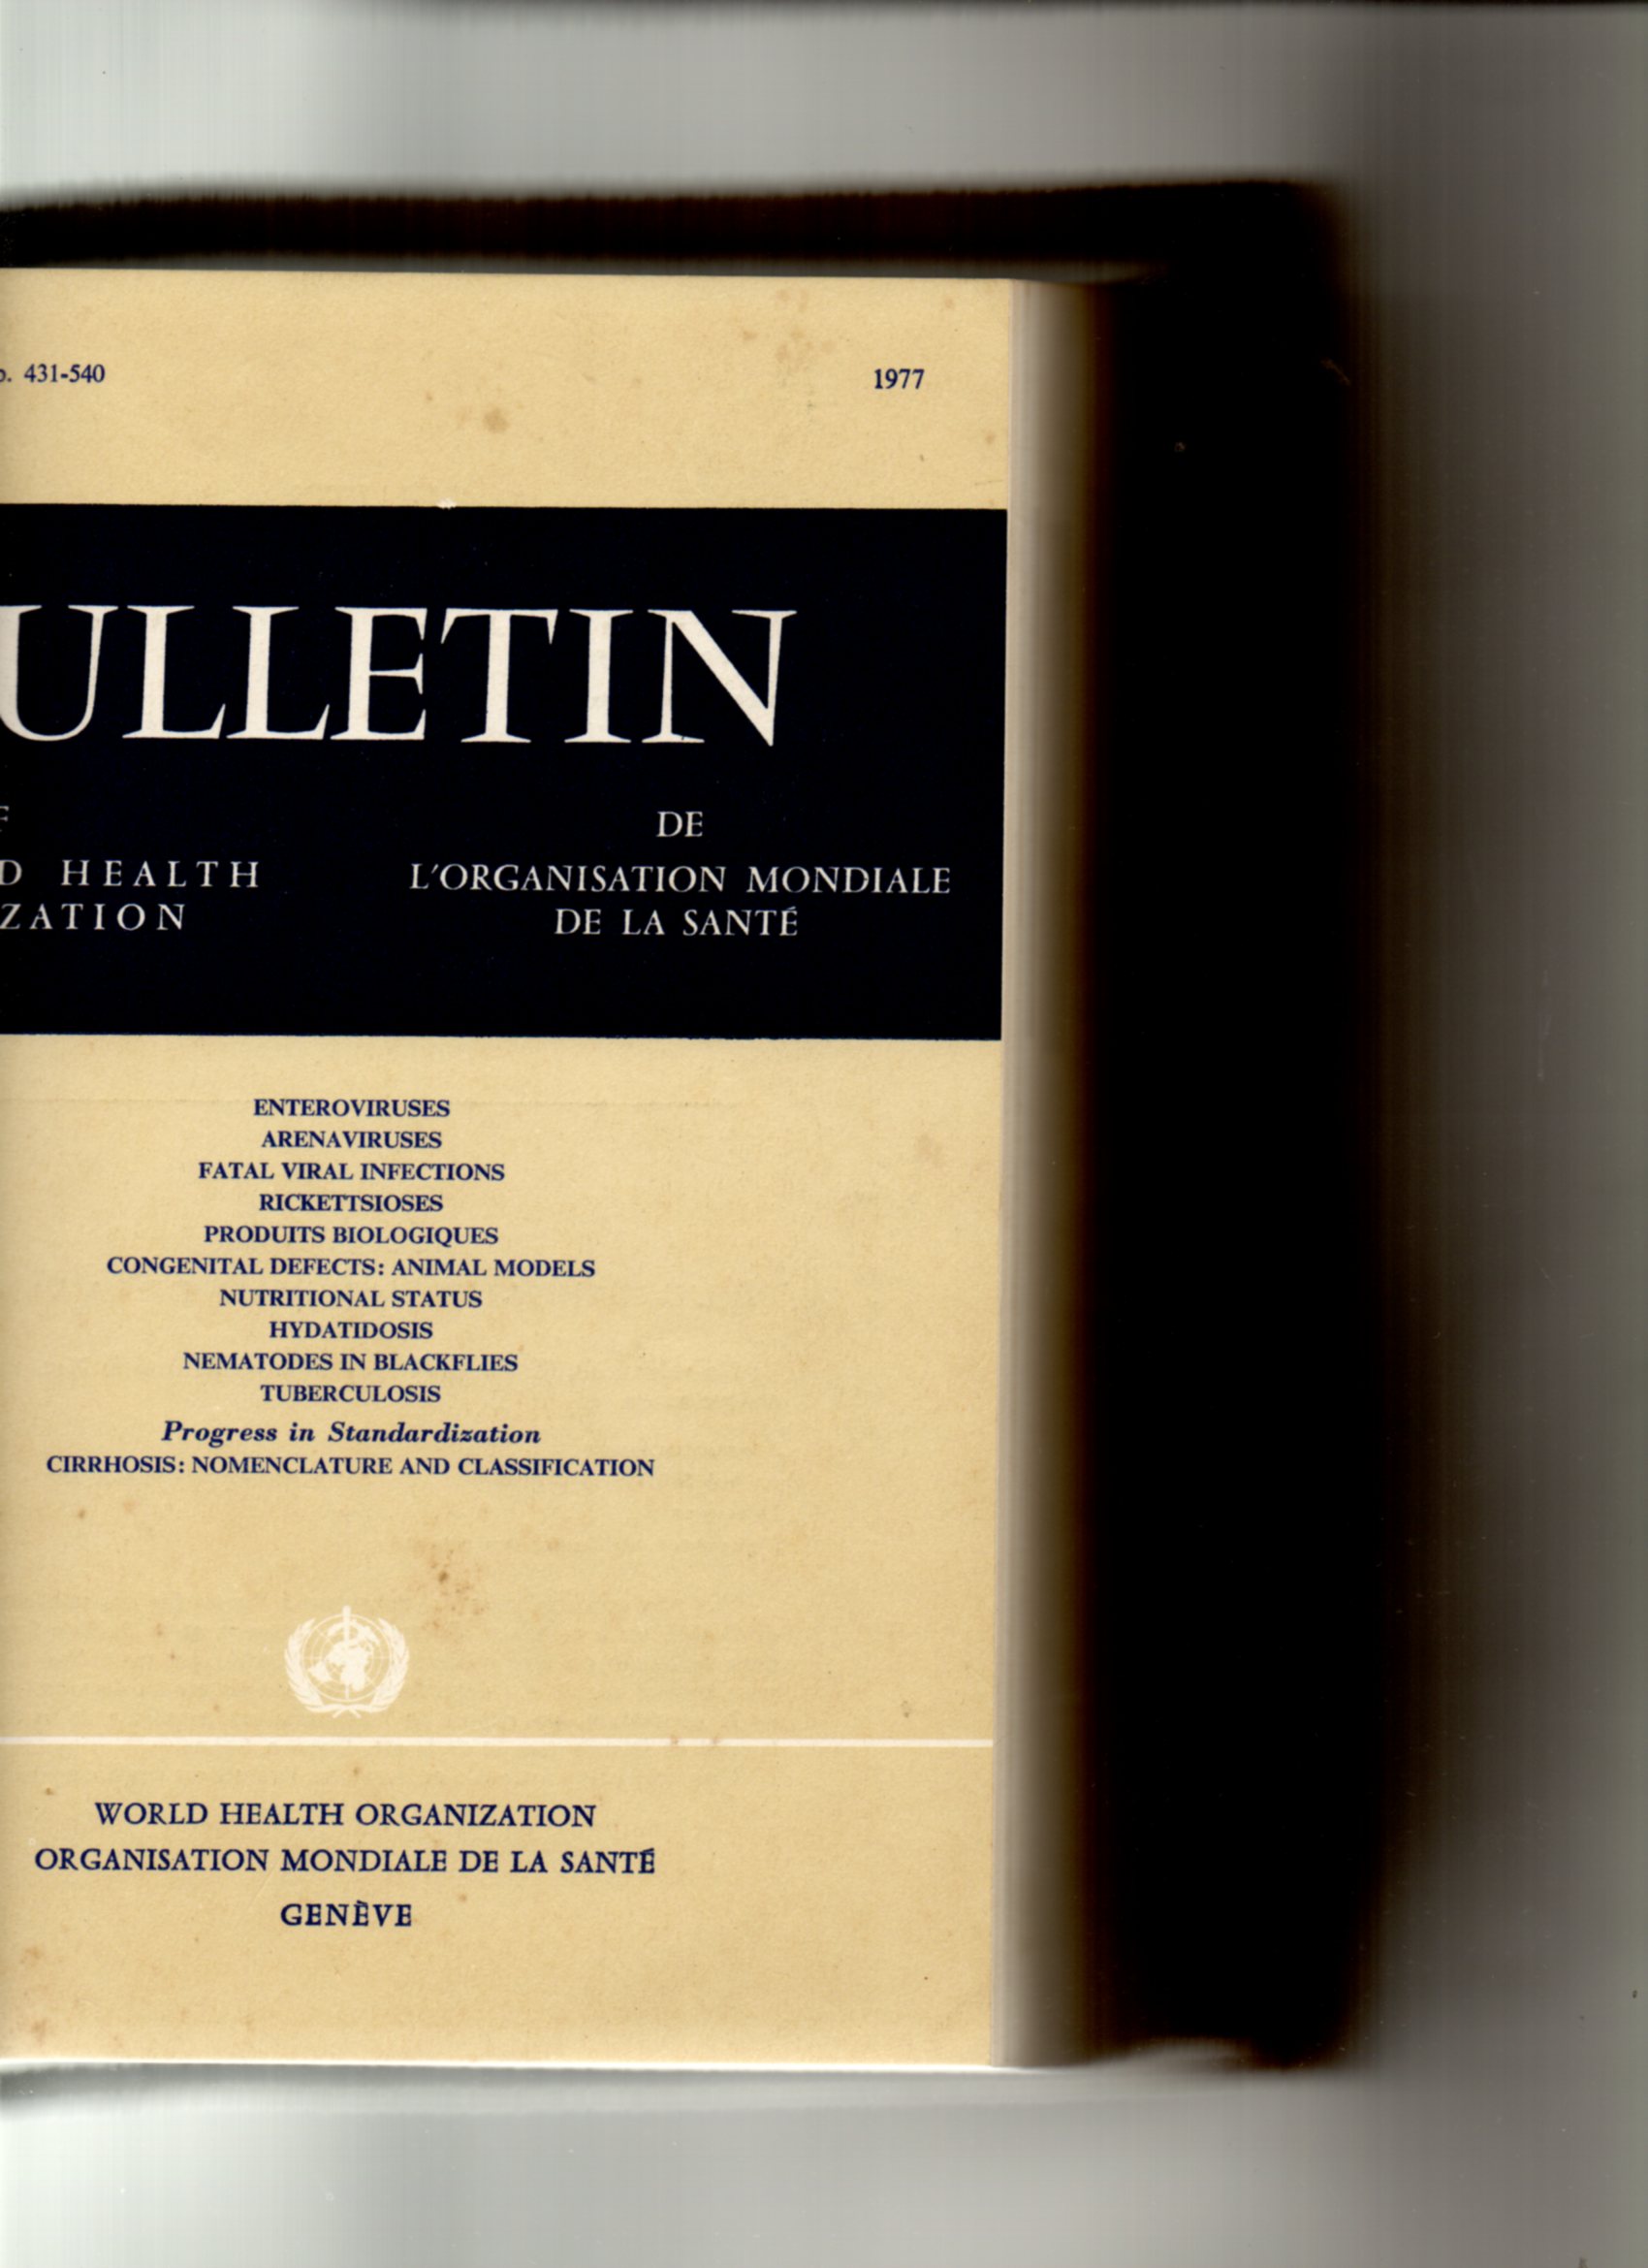 431-540 1977
ULLETIN
DE
HEALTH L'ORGANISATION MONDIALE
ZATION DE LA SANTÉ
ENTEROVIRUSES
ARENAVIRUSES
FATAL VIRAL INFECTIONS
RICKETTSIOSES
PRODUITS BIOLOGIQUES
CONGENITAL DEFECTS: ANIMAL MODELS
NUTRITIONAL STATUS
HYDATIDOSIS
NEMATODES IN BLACKFLIES
TUBERCULOSIS
Progress in Standardization
CIRRHOSIS: NOMENCLATURE AND CLASSIFICATION
WORLD HEALTH ORGANIZATION
ORGANISATION MONDIALE DE LA SANTÉ
GENÈVE